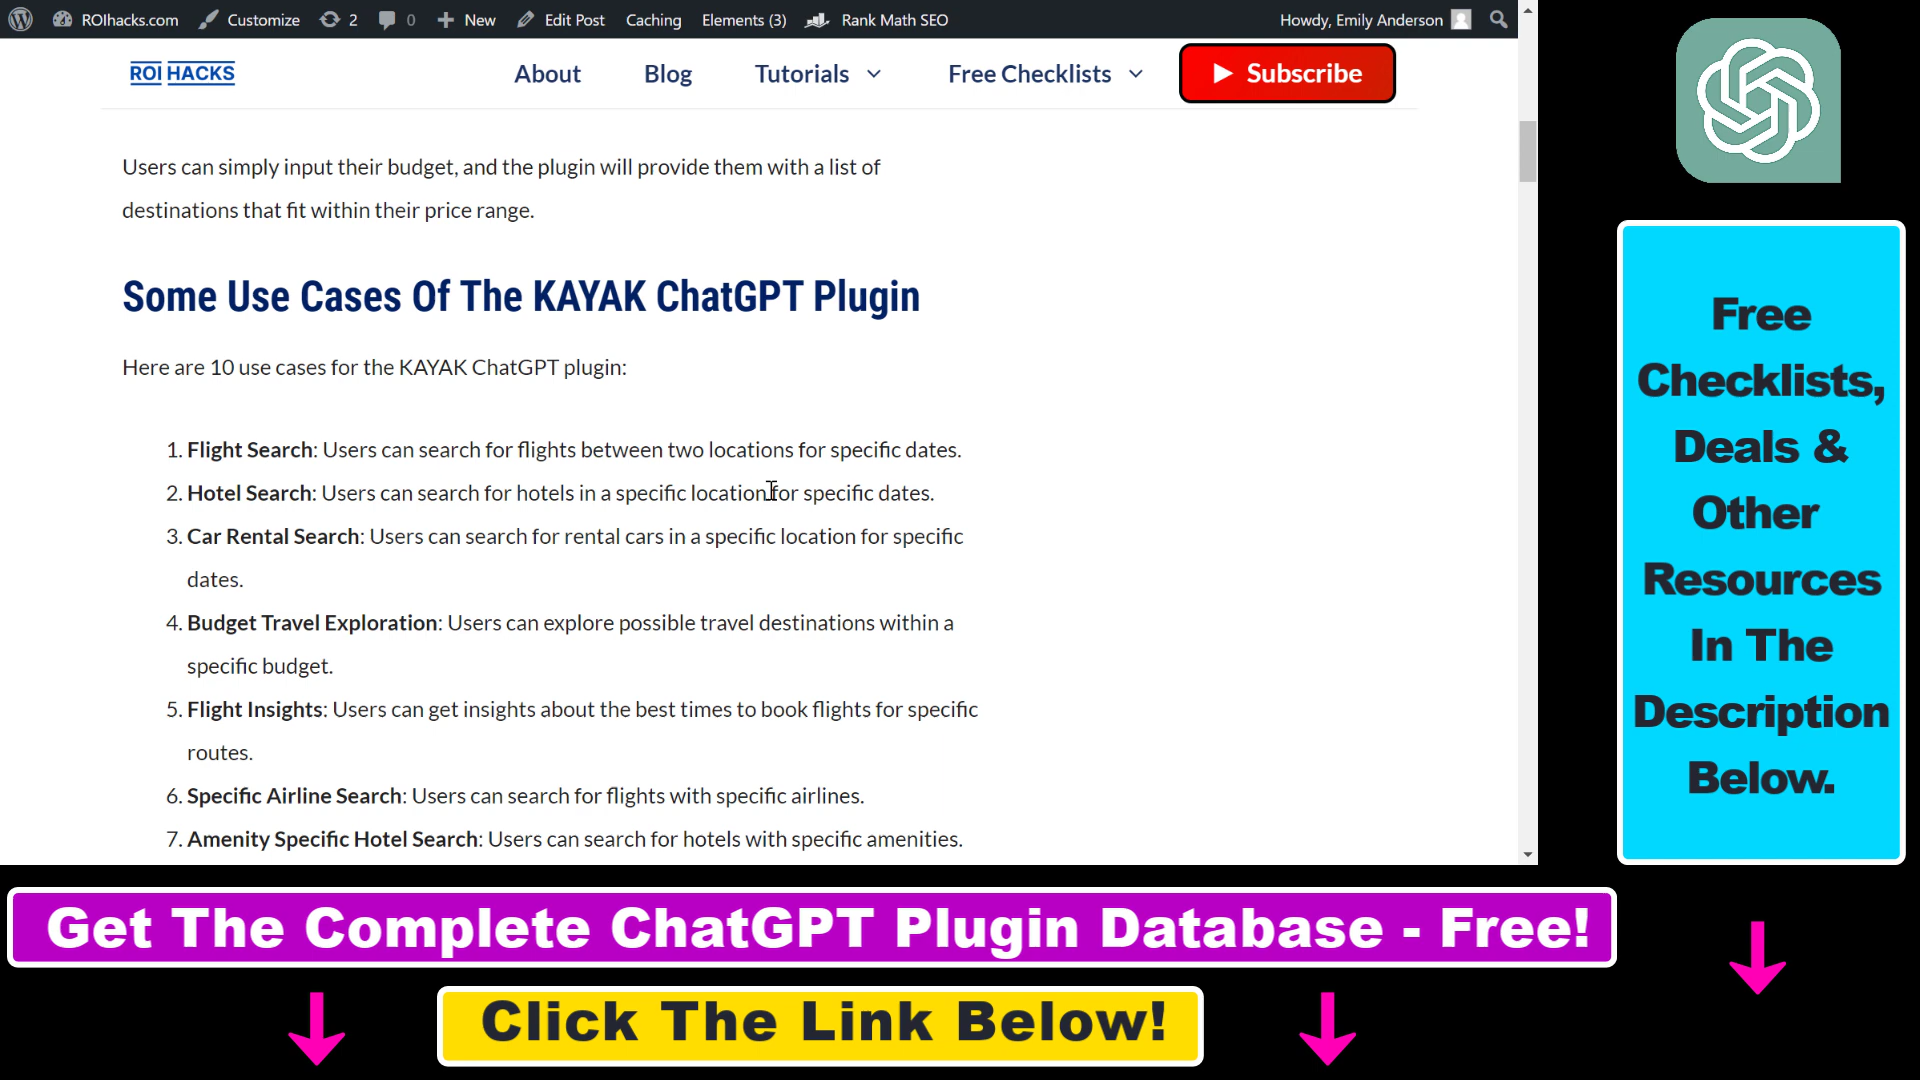 ROIhacks.com Customize 2 0 New Edit Post Caching Elements (3) Rank Math SEO Howdy, Emily Anderson
ROI HACKS About Blog Tutorials Free Checklists Subscribe
Users can simply input their budget, and the plugin will provide them with a list of
destinations that fit within their price range.
Some Use Cases Of The KAYAK ChatGPT Plugin
Here are 10 use cases for the KAYAK ChatGPT plugin:
1. Flight Search: Users can search for flights between two locations for specific dates.
2. Hotel Search: Users can search for hotels in a specific location for specific dates.
3. Car Rental Search: Users can search for rental cars in a specific location for specific
dates.
4. Budget Travel Exploration: Users can explore possible travel destinations within a
specific budget.
5. Flight Insights: Users can get insights about the best times to book flights for specific
routes.
6. Specific Airline Search: Users can search for flights with specific airlines.
7. Amenity Specific Hotel Search: Users can search for hotels with specific amenities.
Free
Checklists,
Deals &
Other
Resources
In The
Description
Below.
Get The Complete ChatGPT Plugin Database - Free!
Click The Link Below!